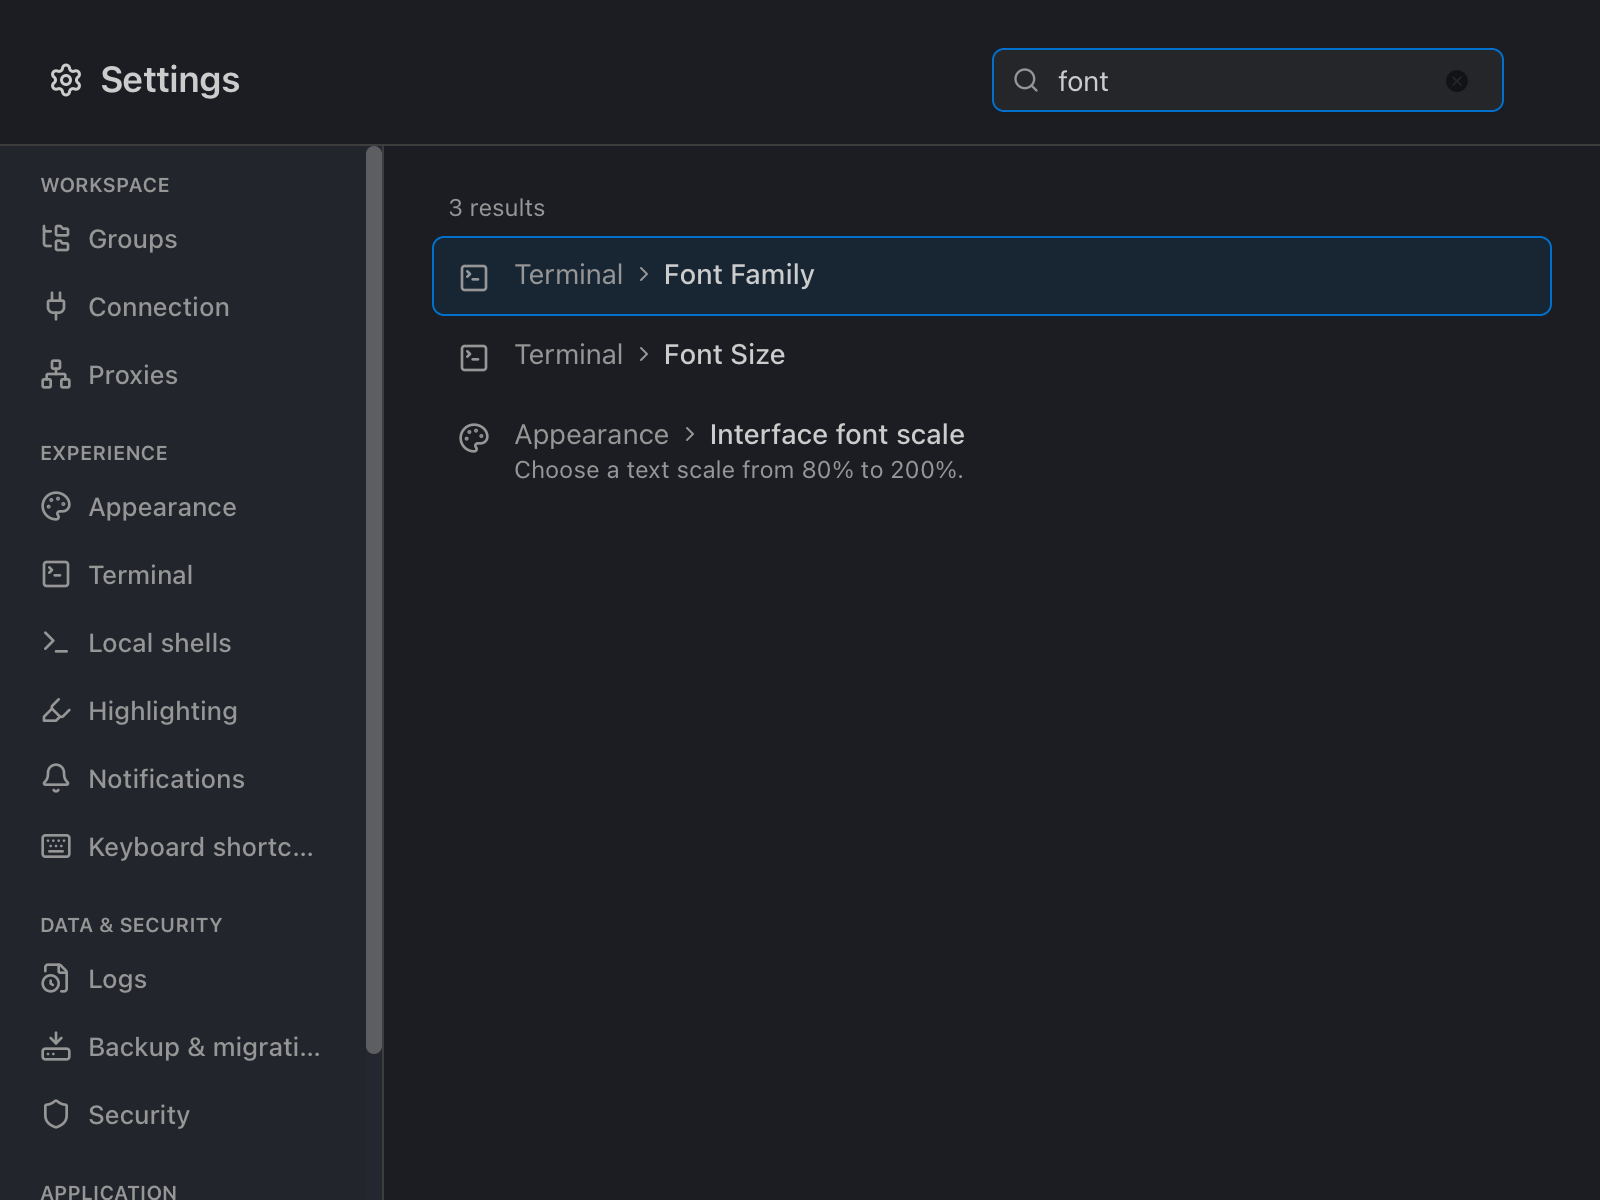 Settings
font
WORKSPACE
Groups
Connection
Proxies
EXPERIENCE
Appearance
Terminal
Local shells
Highlighting
Notifications
Keyboard shortc...
DATA & SECURITY
Logs
Backup & migrati...
Security
APPLICATION
3 results
Terminal > Font Family
Terminal > Font Size
Appearance > Interface font scale
Choose a text scale from 80% to 200%.